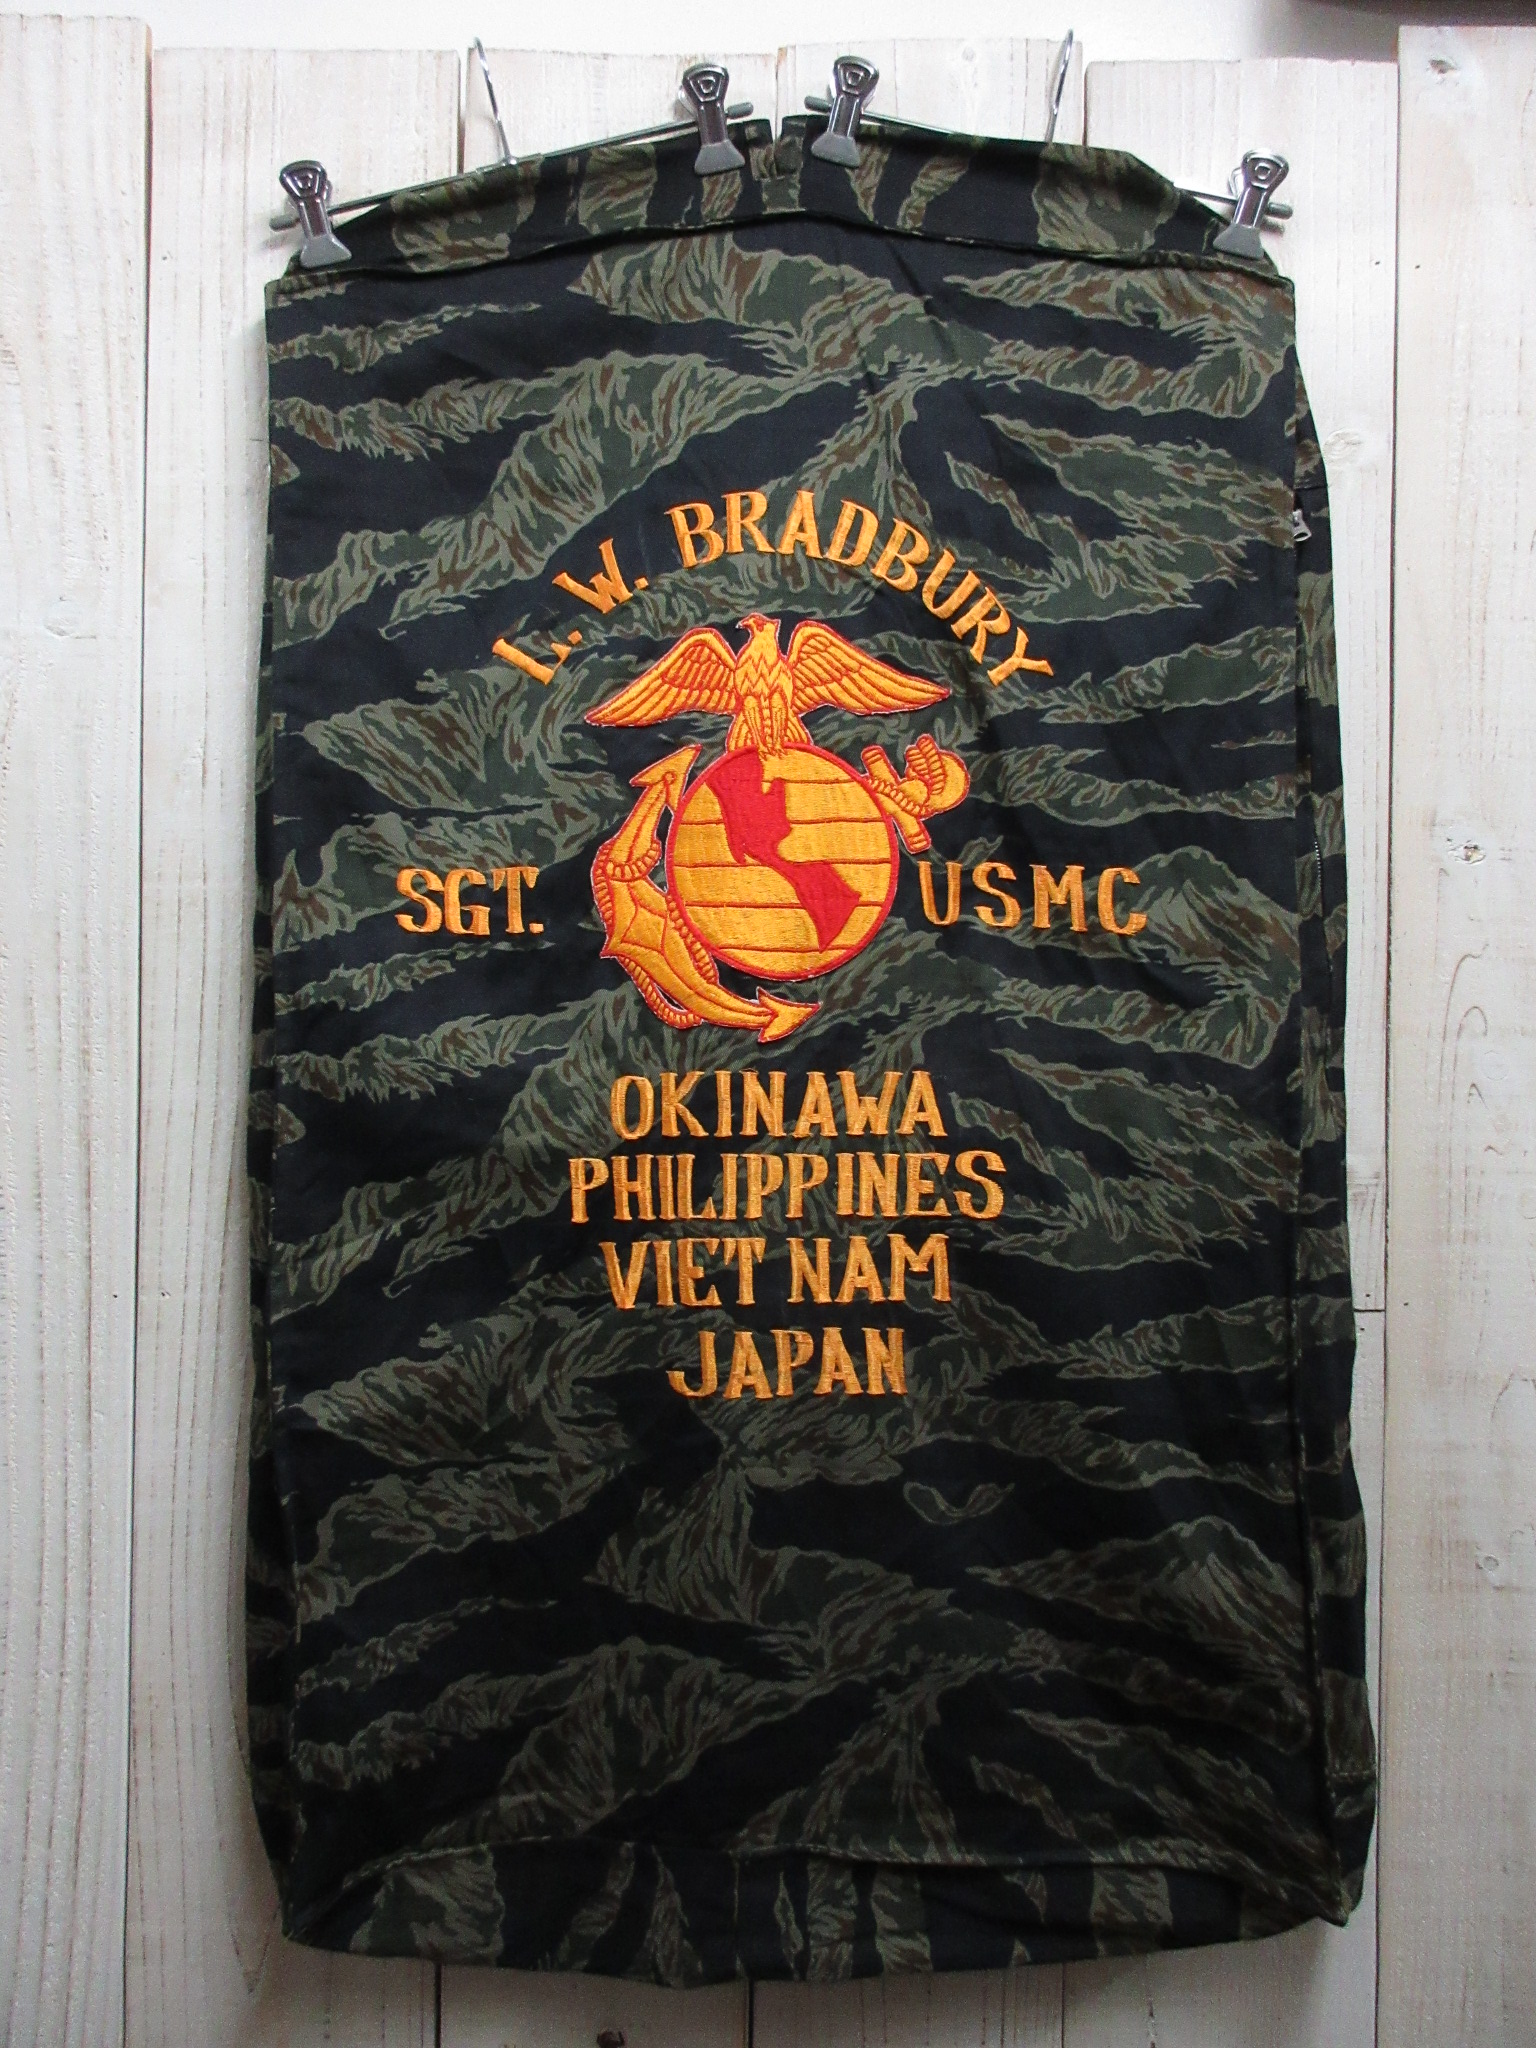 L. W. BRADBURY
SGT. USMC
OKINAWA
PHILIPPINES
VIET NAM
JAPAN